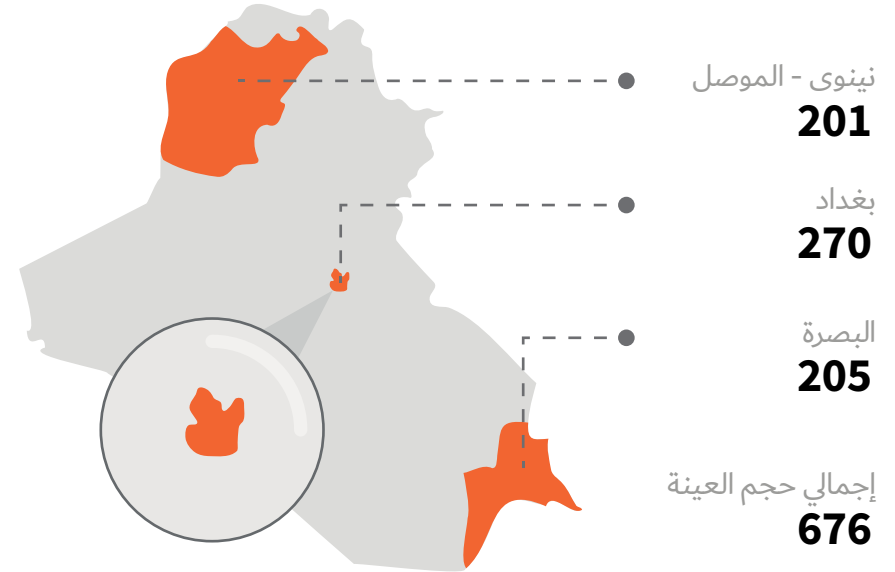 نينوى - الموصل
201
بغداد
270
البصرة
205
إجمالي حجم العينة
676